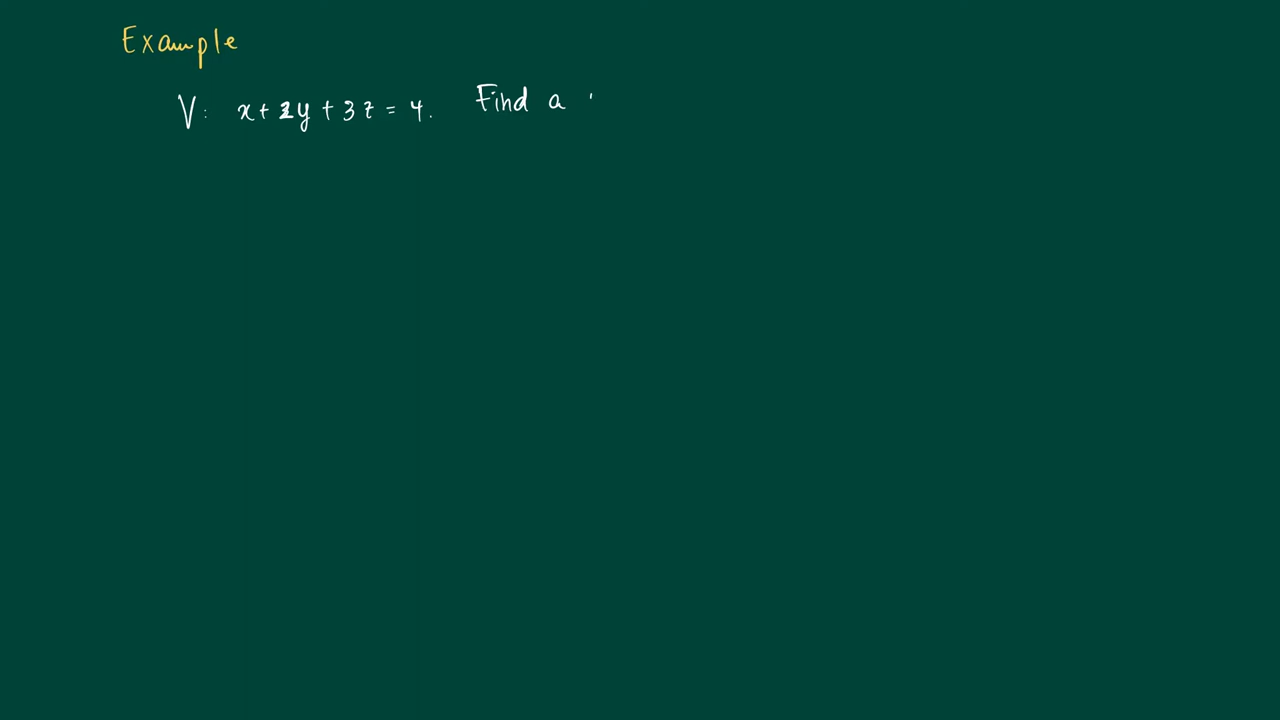 Example
V: x + 2y + 3z = 4. Find a